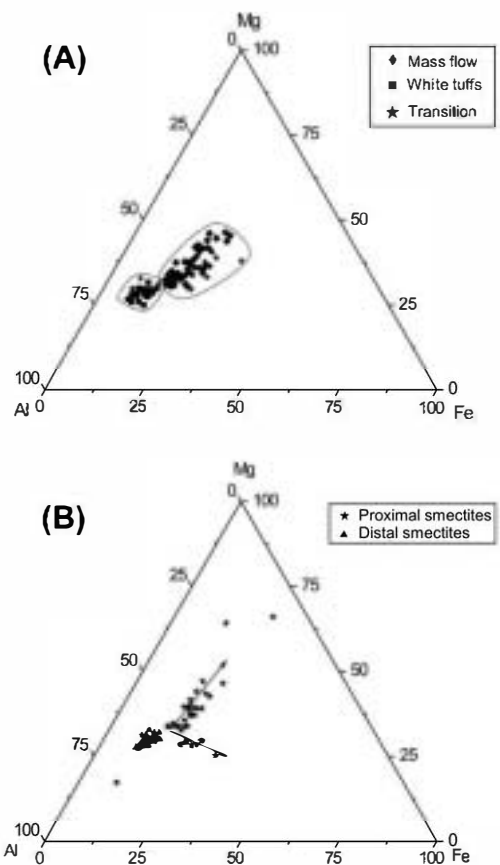 Mg
(A)
0 100
Mass flow
White tuffs
Transition
25 75
50 50
75 25
100 0
Al 0 25 50 75 100 Fe
Mg
(B)
0 100
Proximal smectites
Distal smectites
25 75
50 50
75 25
100 0
Al 0 25 50 75 100 Fe